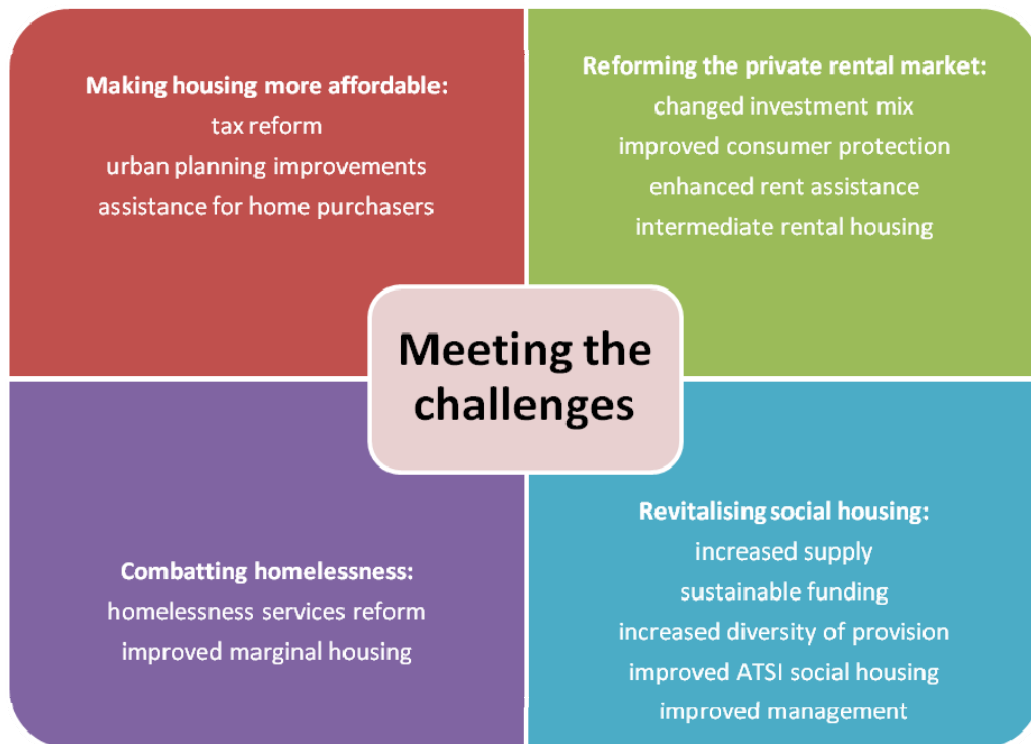 Making housing more affordable:
tax reform
urban planning improvements
assistance for home purchasers
Reforming the private rental market:
changed investment mix
improved consumer protection
enhanced rent assistance
intermediate rental housing
Meeting the
challenges
Combatting homelessness:
homelessness services reform
improved marginal housing
Revitalising social housing:
increased supply
sustainable funding
increased diversity of provision
improved ATSI social housing
improved management